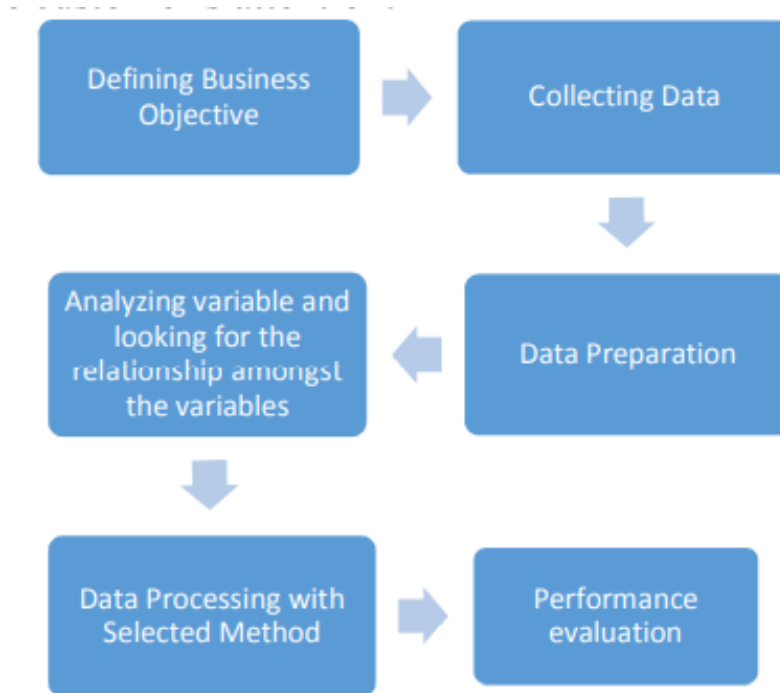 Defining Business
Objective
Collecting Data
Data Preparation
Analyzing variable and
looking for the
relationship amongst
the variables
Data Processing with
Selected Method
Performance
evaluation